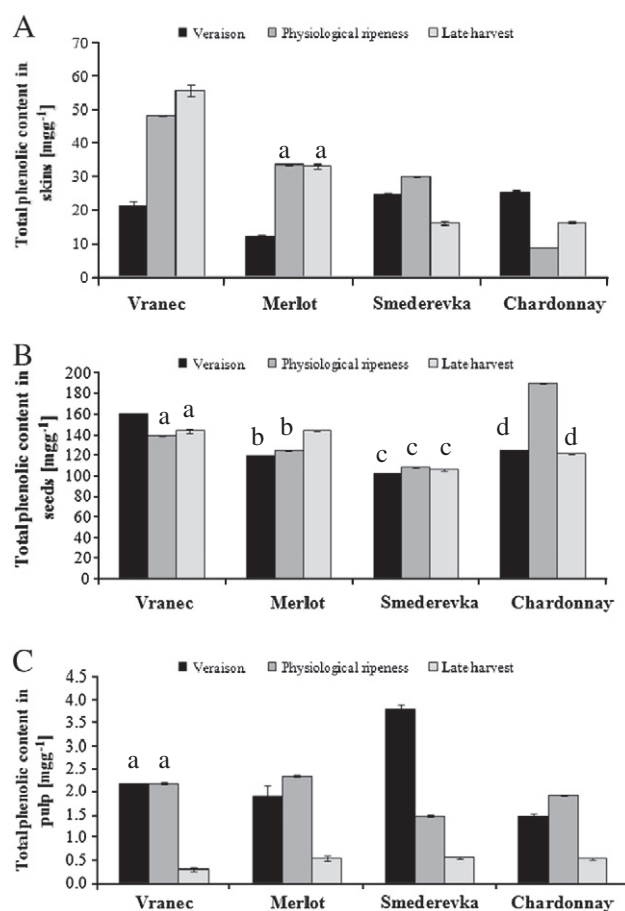 A
Veraison Physiological ripeness Late harvest
Total phenolic content in
skins [mgg-1]
70
60
50
40
30
20
10
0
a a
Vranec Merlot Smederevka Chardonnay
B
Veraison Physiological ripeness Late harvest
Total phenolic content in
seeds [mgg-1]
200
180
160
140
120
100
80
60
40
20
0
a a b b c c c d d
Vranec Merlot Smederevka Chardonnay
C
Veraison Physiological ripeness Late harvest
Total phenolic content in
pulp [mgg-1]
4.5
4.0
3.5
3.0
2.5
2.0
1.5
1.0
0.5
0.0
a a
Vranec Merlot Smederevka Chardonnay